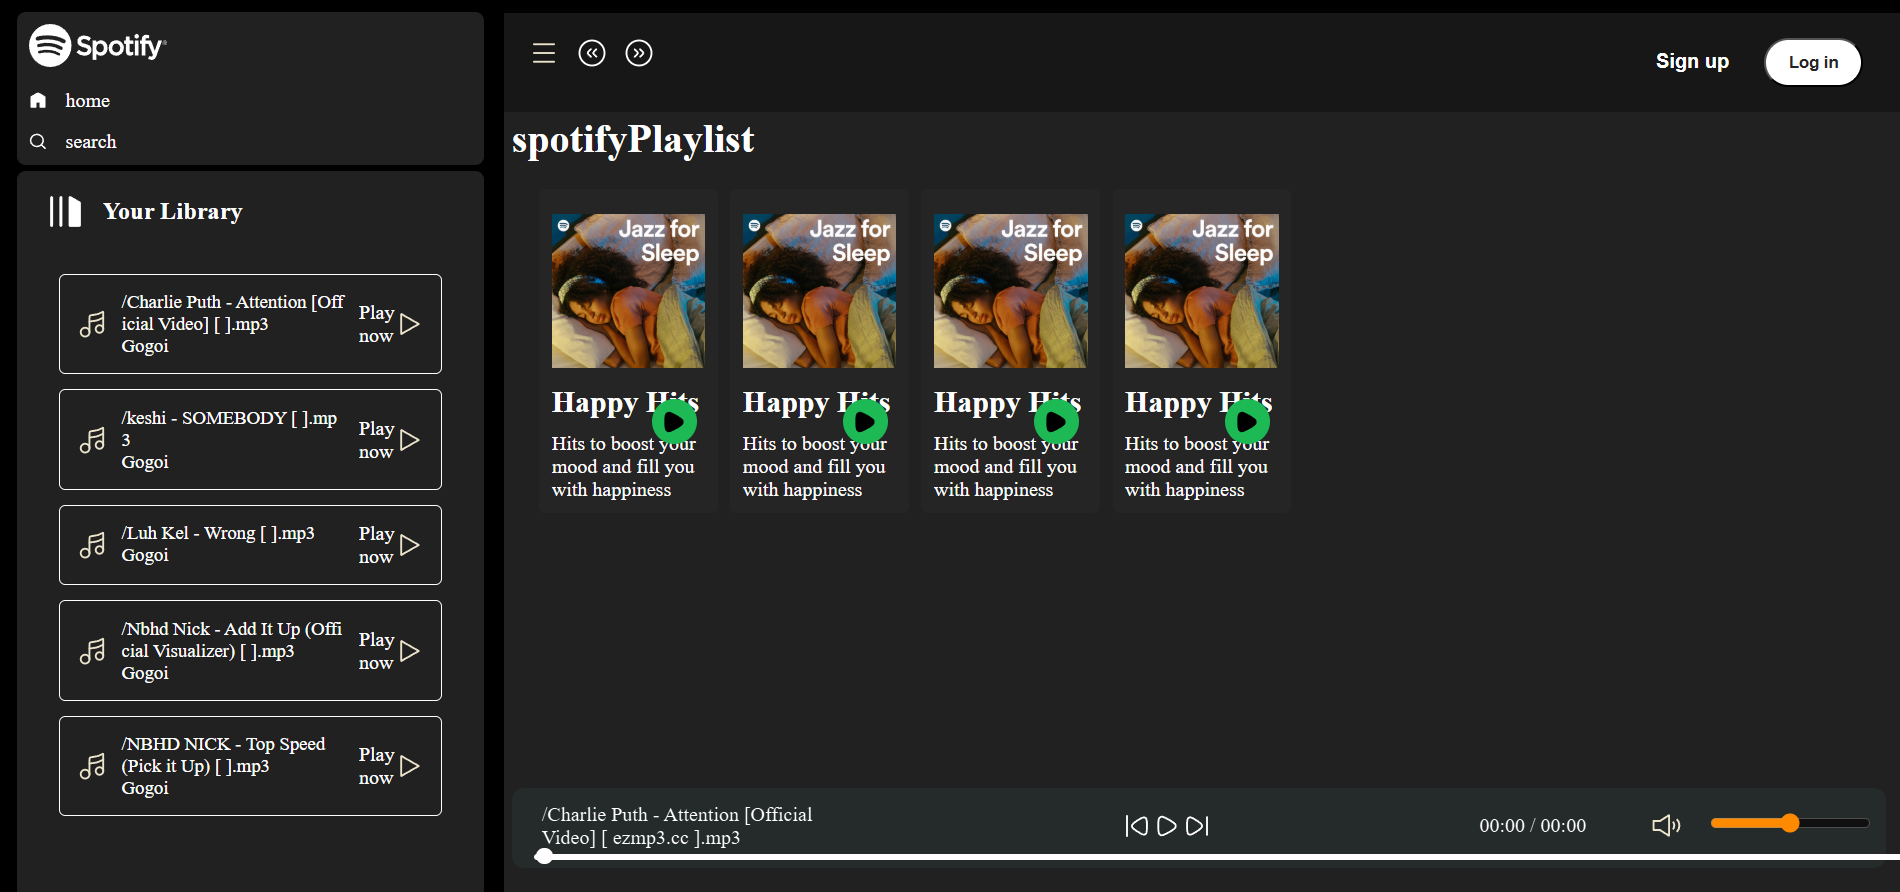 Spotify
home
search
Your Library
/Charlie Puth - Attention [Off
icial Video] [ ].mp3
Gogoi
Play
now
/keshi - SOMEBODY [ ].mp
3
Gogoi
Play
now
/Luh Kel - Wrong [ ].mp3
Gogoi
Play
now
/Nbhd Nick - Add It Up (Offi
cial Visualizer) [ ].mp3
Gogoi
Play
now
/NBHD NICK - Top Speed
(Pick it Up) [ ].mp3
Gogoi
Play
now
Sign up
Log in
spotifyPlaylist
Jazz for
Sleep
Happy Hits
Hits to boost your
mood and fill you
with happiness
Jazz for
Sleep
Happy Hits
Hits to boost your
mood and fill you
with happiness
Jazz for
Sleep
Happy Hits
Hits to boost your
mood and fill you
with happiness
Jazz for
Sleep
Happy Hits
Hits to boost your
mood and fill you
with happiness
/Charlie Puth - Attention [Official
Video] [ ezmp3.cc ].mp3
00:00 / 00:00